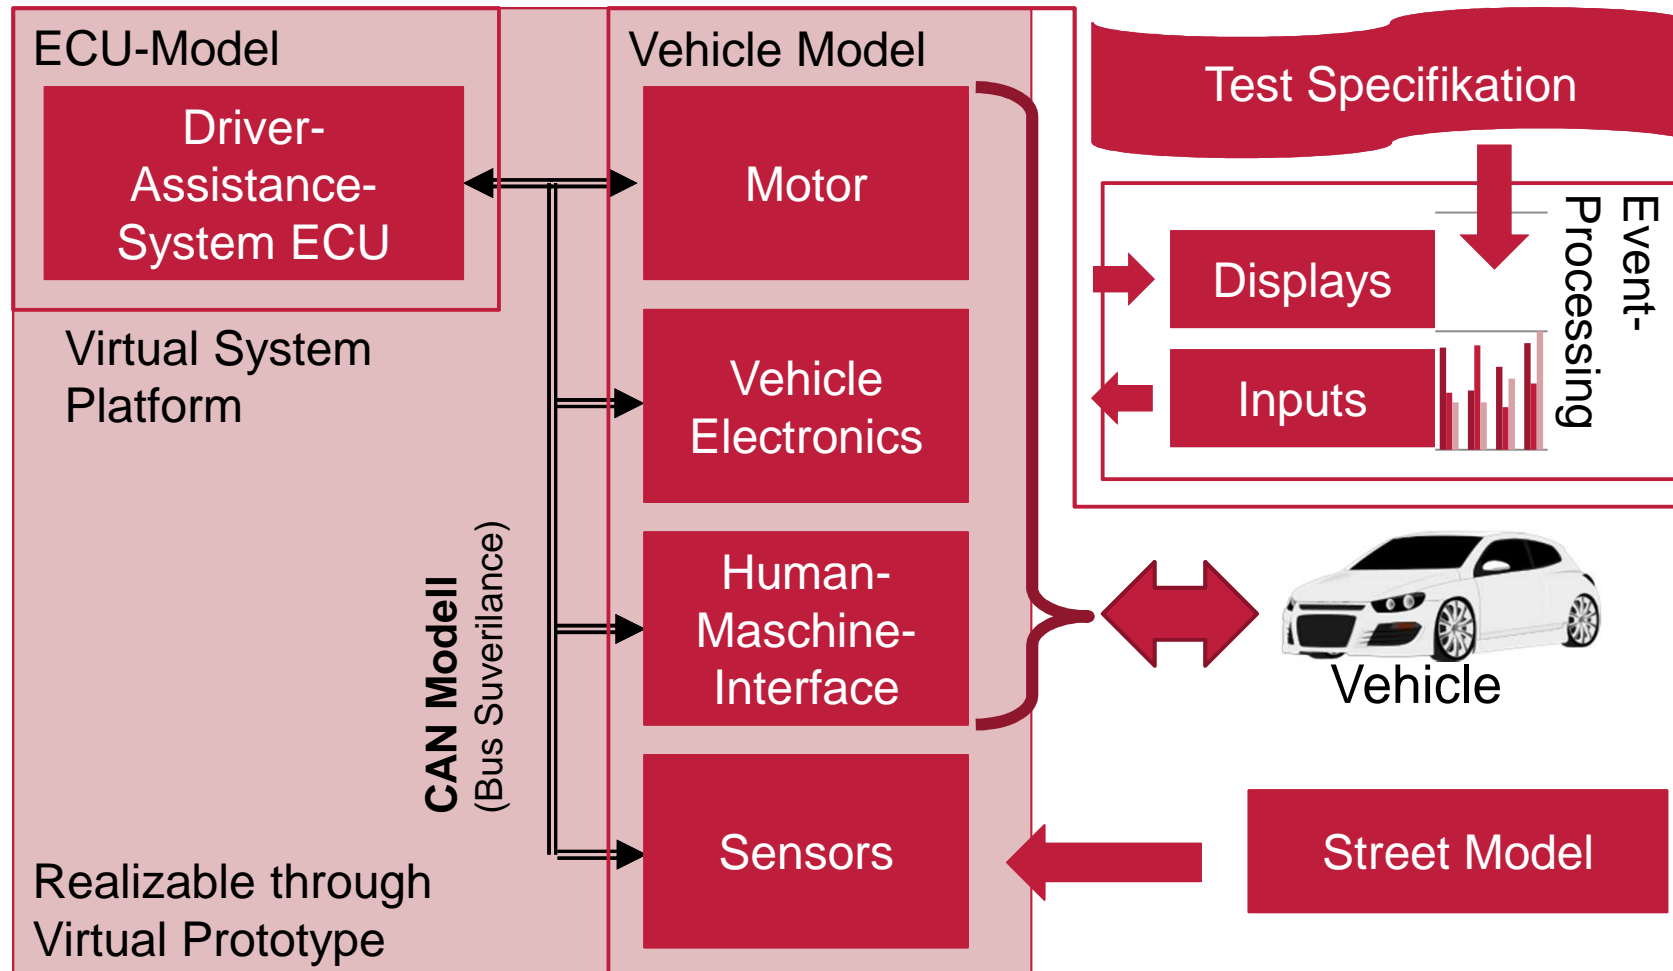 ECU-Model
Driver-
Assistance-
System ECU
Virtual System
Platform
CAN Modell
(Bus Suverilance)
Realizable through
Virtual Prototype
Vehicle Model
Motor
Vehicle
Electronics
Human-
Maschine-
Interface
Sensors
Test Specifikation
Displays
Inputs
Event-
Processing
Vehicle
Street Model